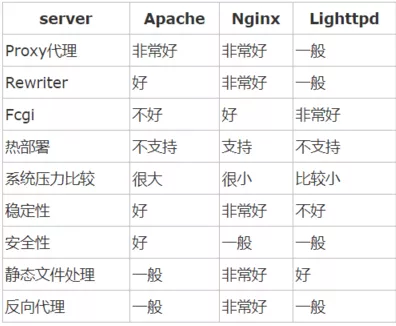 server Apache Nginx Lighttpd
Proxy代理 非常好 非常好 一般
Rewriter 好 非常好 一般
Fcgi 不好 好 非常好
热部署 不支持 支持 不支持
系统压力比较 很大 很小 比较小
稳定性 好 非常好 不好
安全性 好 一般 一般
静态文件处理 一般 非常好 好
反向代理 一般 非常好 一般